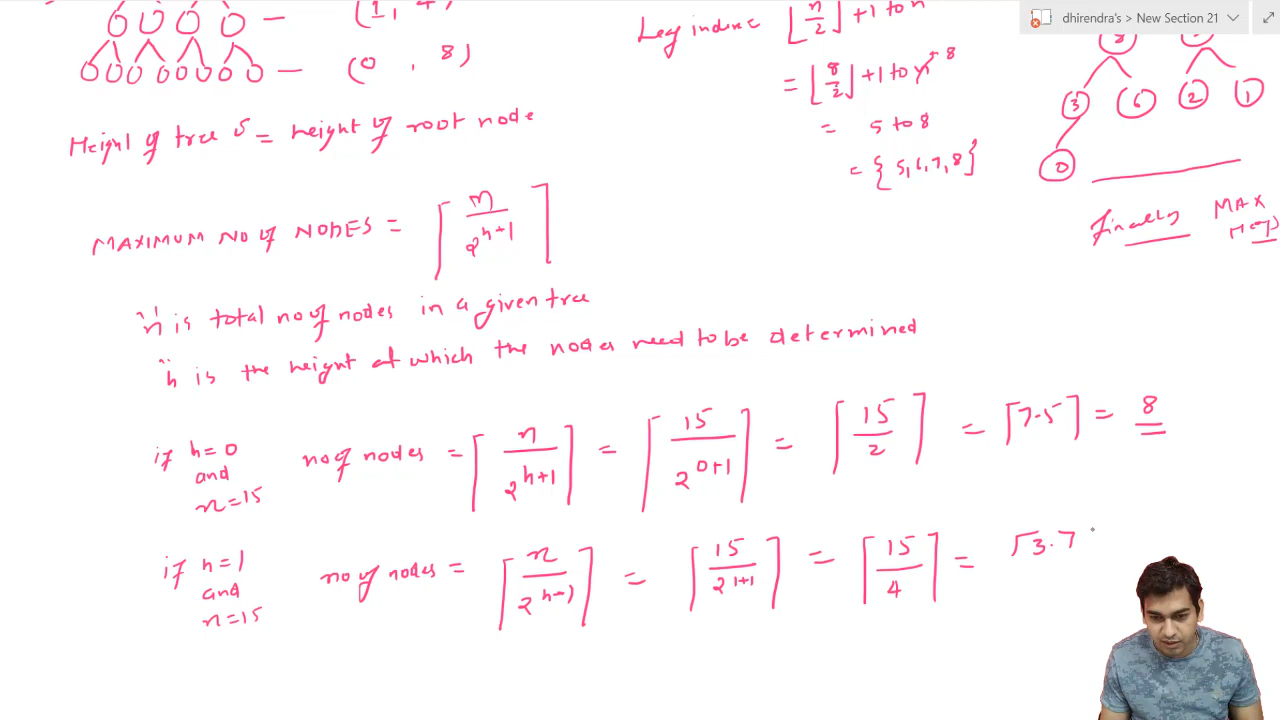 dhirendra's > New Section 21
(1, 4)
(0, 8)
Height of tree is = height of root node
MAXIMUM NO of NODES = ⌈n/2^(h+1)⌉
"n" is total no of nodes in a given tree
"h is the height at which the nodes need to be determined
if h=0 and n=15 no of nodes = ⌈n/2^(h+1)⌉ = ⌈15/2^(0+1)⌉ = ⌈15/2⌉ = ⌈7.5⌉ = 8
if h=1 and n=15 no of nodes = ⌈n/2^(h+1)⌉ = ⌈15/2^(1+1)⌉ = ⌈15/4⌉ = ⌈3.7
⌊n/2⌋ +1 to n
= ⌊8/2⌋ +1 to n 8
= 5 to 8
= {5,6,7,8}
3 6 2 1
0
finally MAX
Heap